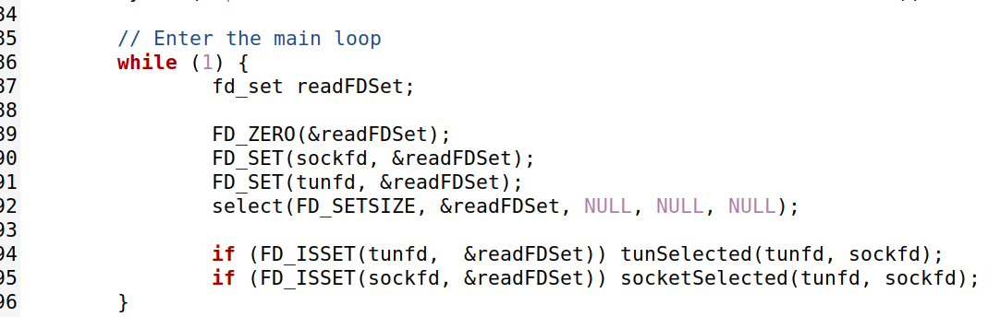 34
35 // Enter the main loop
36 while (1) {
37 fd_set readFDSet;
38
39 FD_ZERO(&readFDSet);
90 FD_SET(sockfd, &readFDSet);
91 FD_SET(tunfd, &readFDSet);
92 select(FD_SETSIZE, &readFDSet, NULL, NULL, NULL);
93
94 if (FD_ISSET(tunfd,  &readFDSet)) tunSelected(tunfd, sockfd);
95 if (FD_ISSET(sockfd, &readFDSet)) socketSelected(tunfd, sockfd);
96 }